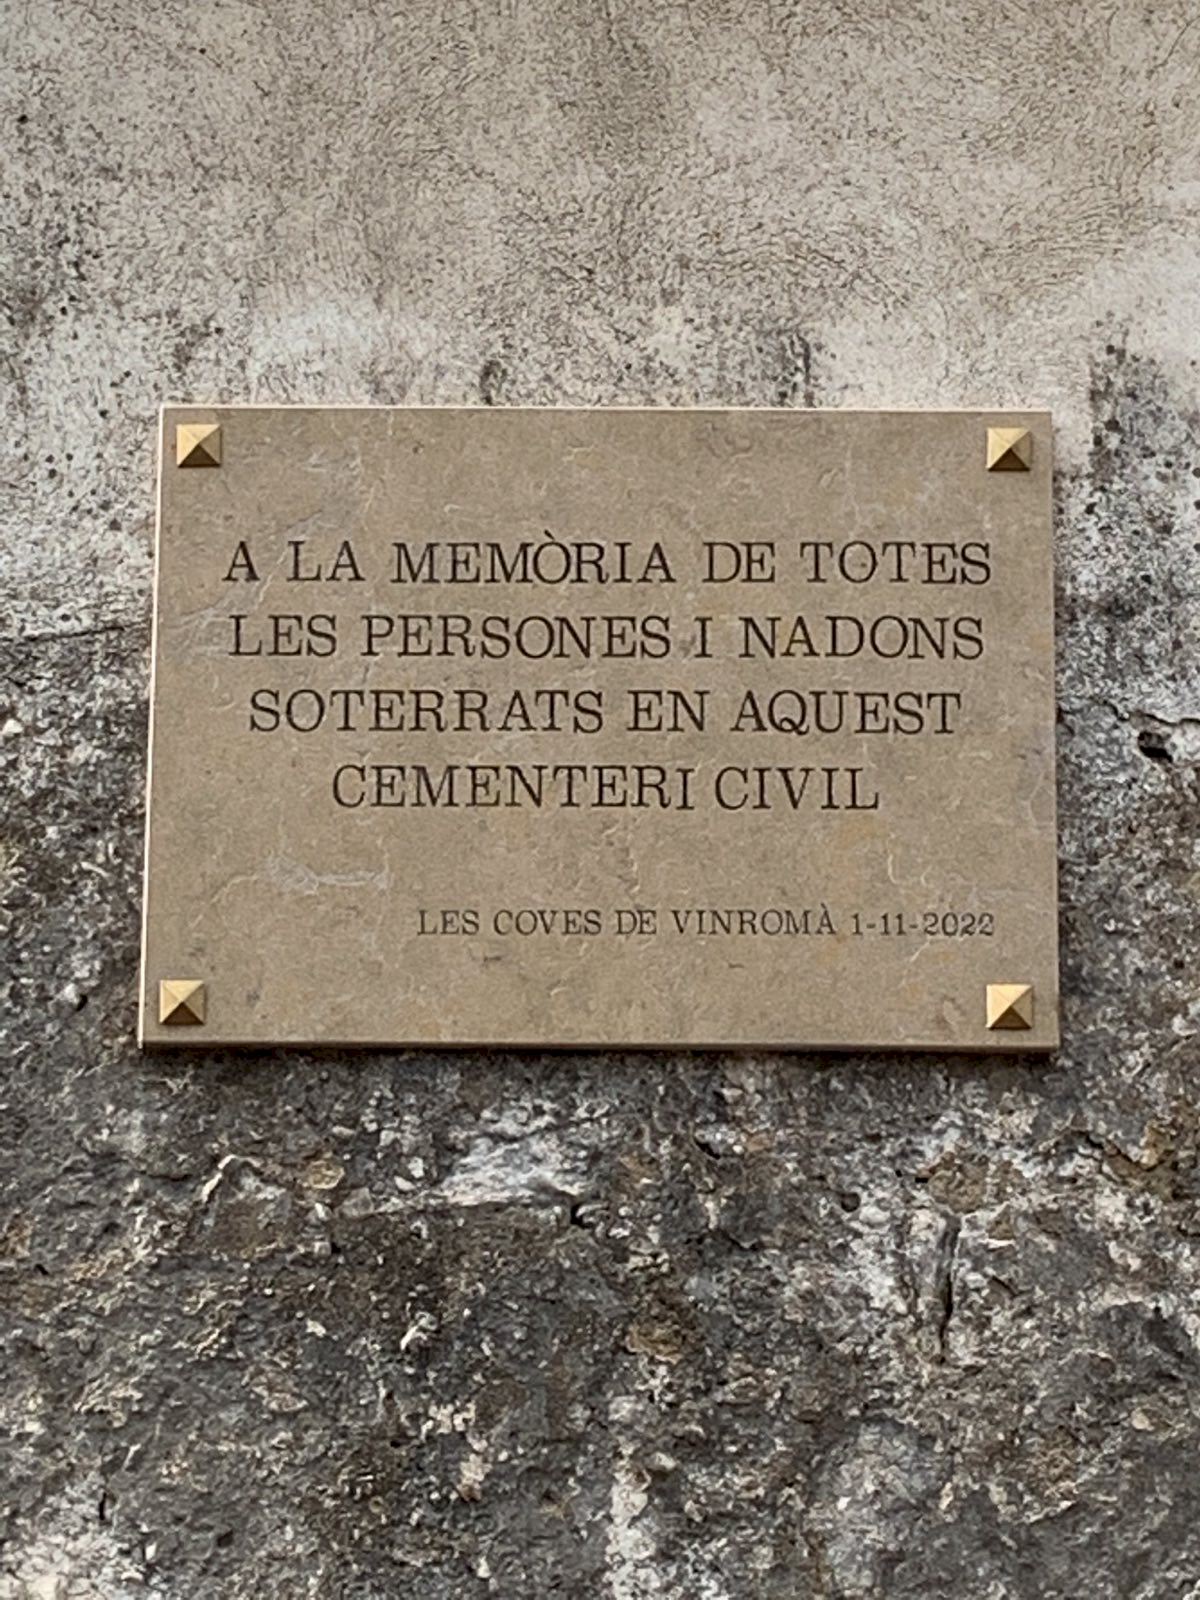 A LA MEMÒRIA DE TOTES
LES PERSONES I NADONS
SOTERRATS EN AQUEST
CEMENTERI CIVIL
LES COVES DE VINROMÀ 1-11-2022